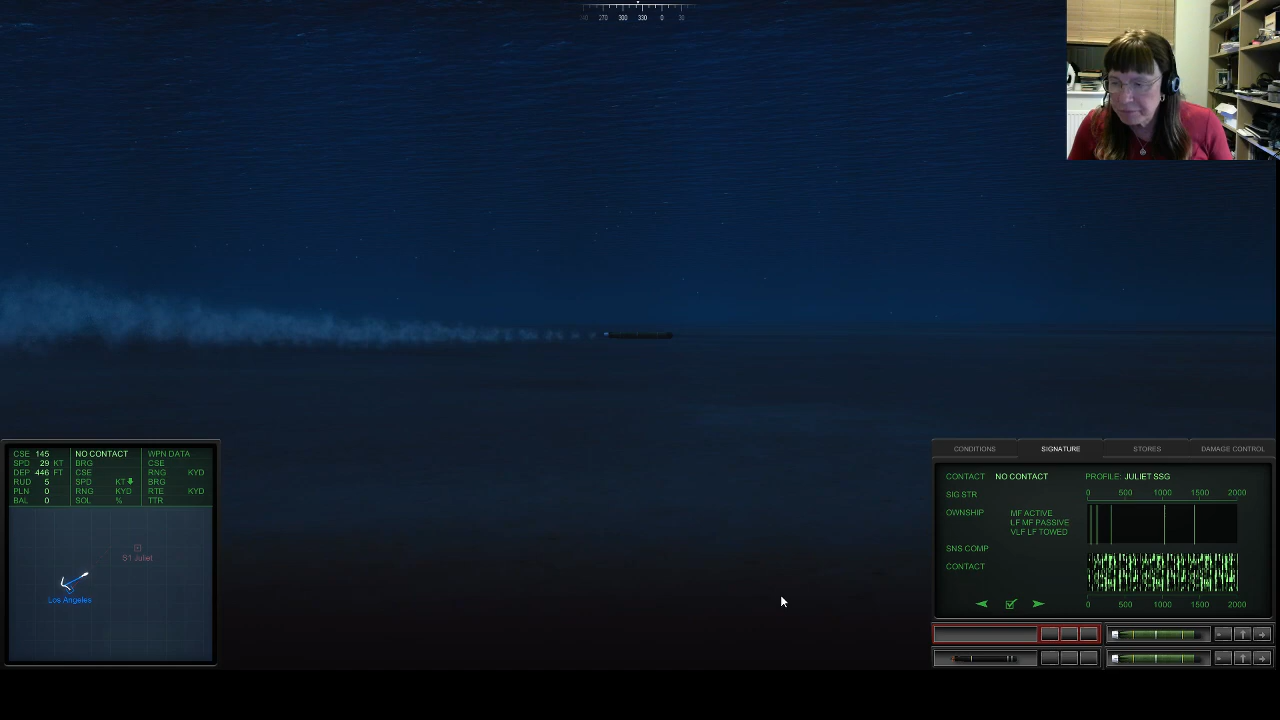 270 300 330 0 30
CSE 145
SPD 29 KT
DEP 446 FT
RUD 5
PLN 0
BAL 0
NO CONTACT
BRG
CSE
SPD KT
RNG KYD
SOL %
WPN DATA
CSE
RNG KYD
BRG
RTE KYD
TTR
S1 Juliet
Los Angeles
CONDITIONS SIGNATURE STORES DAMAGE CONTROL
CONTACT NO CONTACT PROFILE: JULIET SSG
SIG STR
0 500 1000 1500 2000
OWNSHIP MF ACTIVE
LF MF PASSIVE
VLF LF TOWED
SNS COMP
CONTACT
0 500 1000 1500 2000